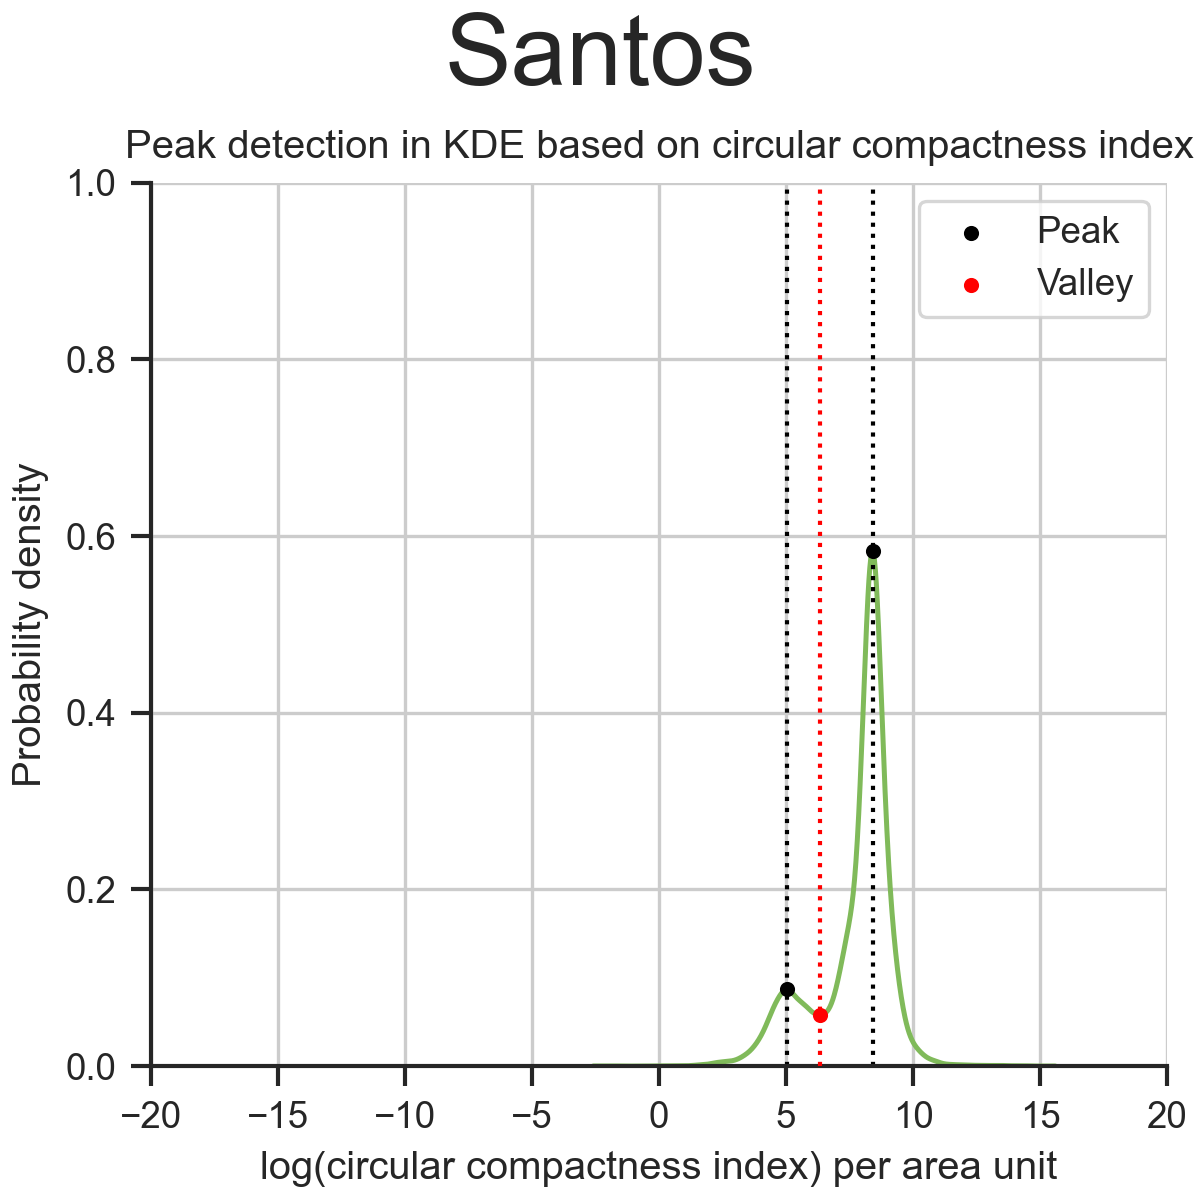 Santos
Peak detection in KDE based on circular compactness index
Peak
Valley
1.0
0.8
0.6
0.4
0.2
0.0
Probability density
−20 −15 −10 −5 0 5 10 15 20
log(circular compactness index) per area unit